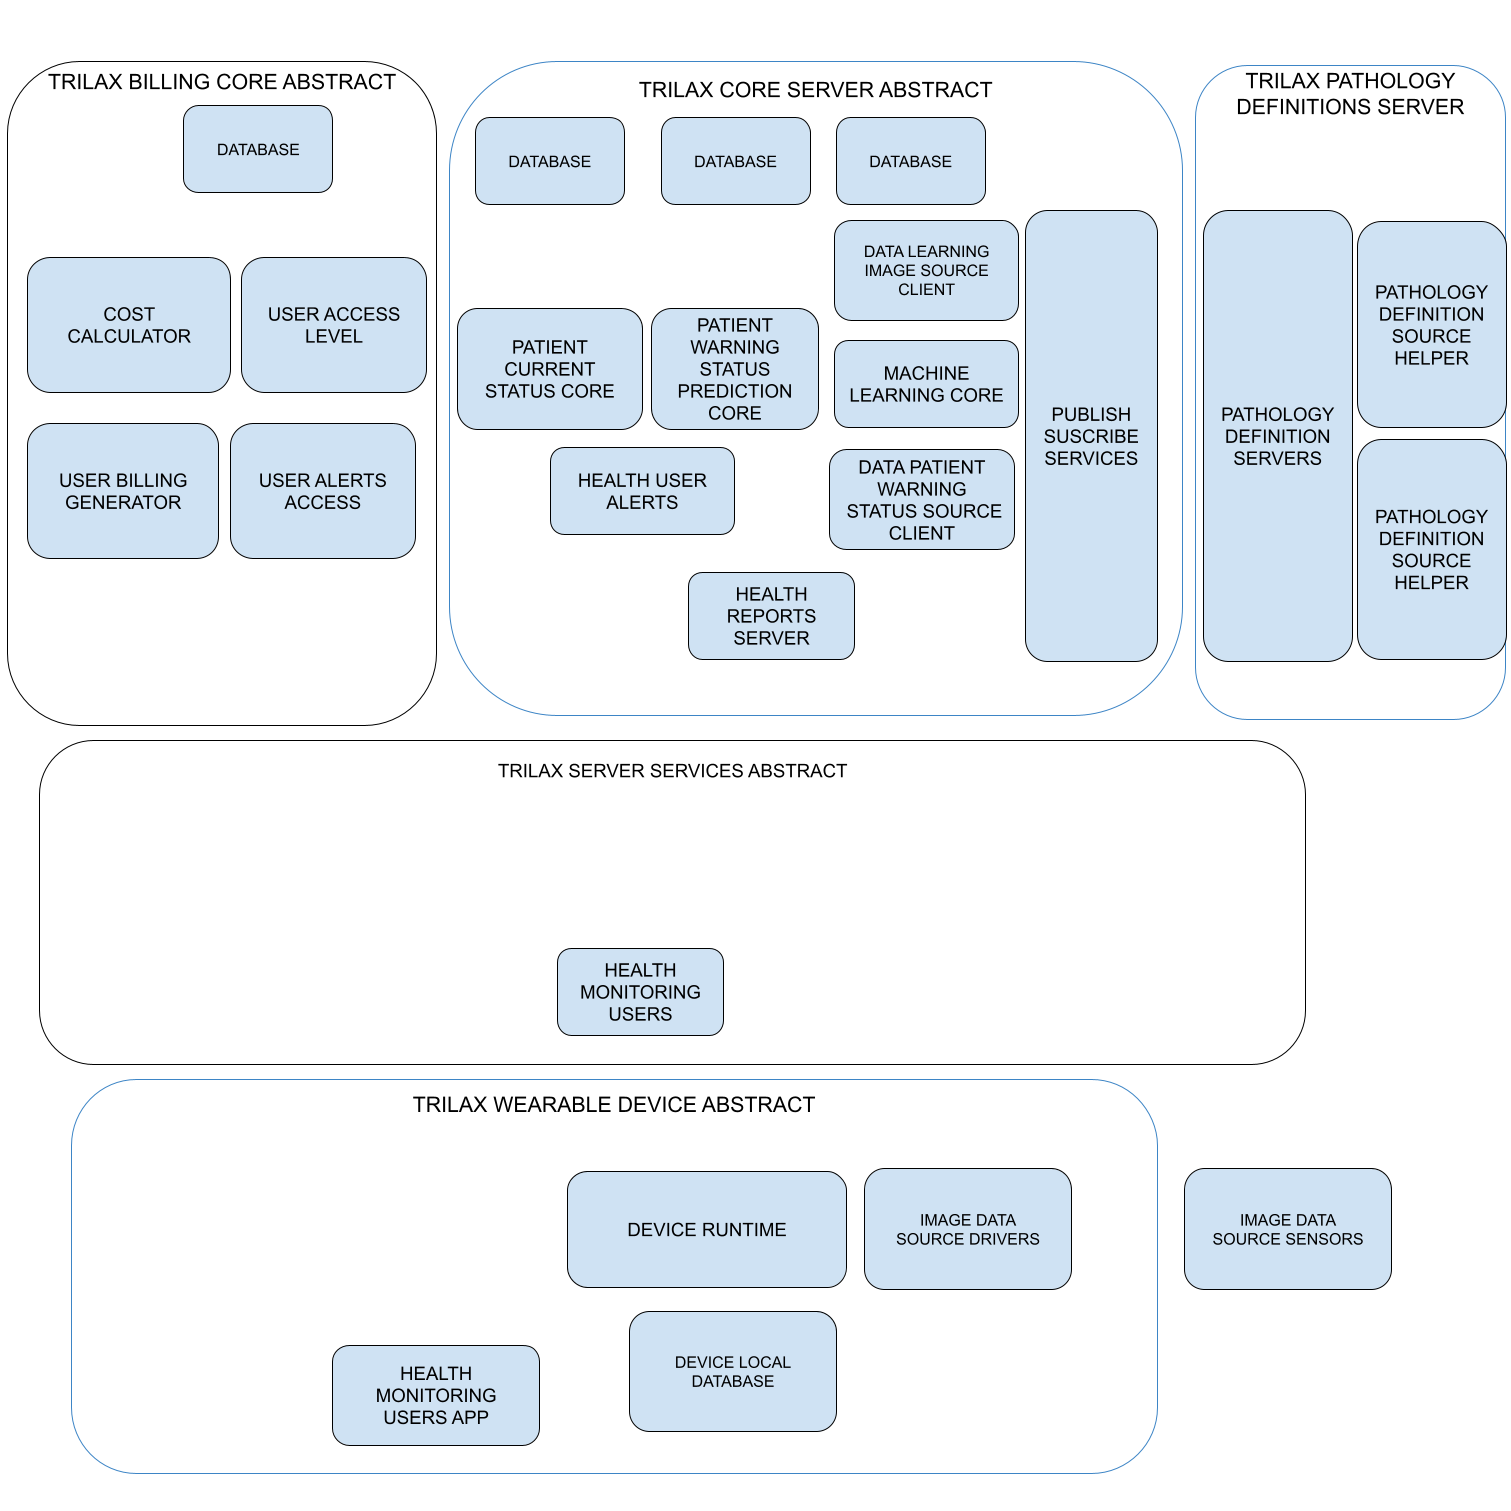 TRILAX BILLING CORE ABSTRACT
DATABASE
COST
CALCULATOR
USER ACCESS
LEVEL
USER BILLING
GENERATOR
USER ALERTS
ACCESS
TRILAX CORE SERVER ABSTRACT
DATABASE
DATABASE
DATABASE
DATA LEARNING
IMAGE SOURCE
CLIENT
PATIENT
CURRENT
STATUS CORE
PATIENT
WARNING
STATUS
PREDICTION
CORE
MACHINE
LEARNING CORE
HEALTH USER
ALERTS
DATA PATIENT
WARNING
STATUS SOURCE
CLIENT
HEALTH
REPORTS
SERVER
PUBLISH
SUSCRIBE
SERVICES
TRILAX PATHOLOGY
DEFINITIONS SERVER
PATHOLOGY
DEFINITION
SERVERS
PATHOLOGY
DEFINITION
SOURCE
HELPER
PATHOLOGY
DEFINITION
SOURCE
HELPER
TRILAX SERVER SERVICES ABSTRACT
HEALTH
MONITORING
USERS
TRILAX WEARABLE DEVICE ABSTRACT
DEVICE RUNTIME
IMAGE DATA
SOURCE DRIVERS
IMAGE DATA
SOURCE SENSORS
HEALTH
MONITORING
USERS APP
DEVICE LOCAL
DATABASE